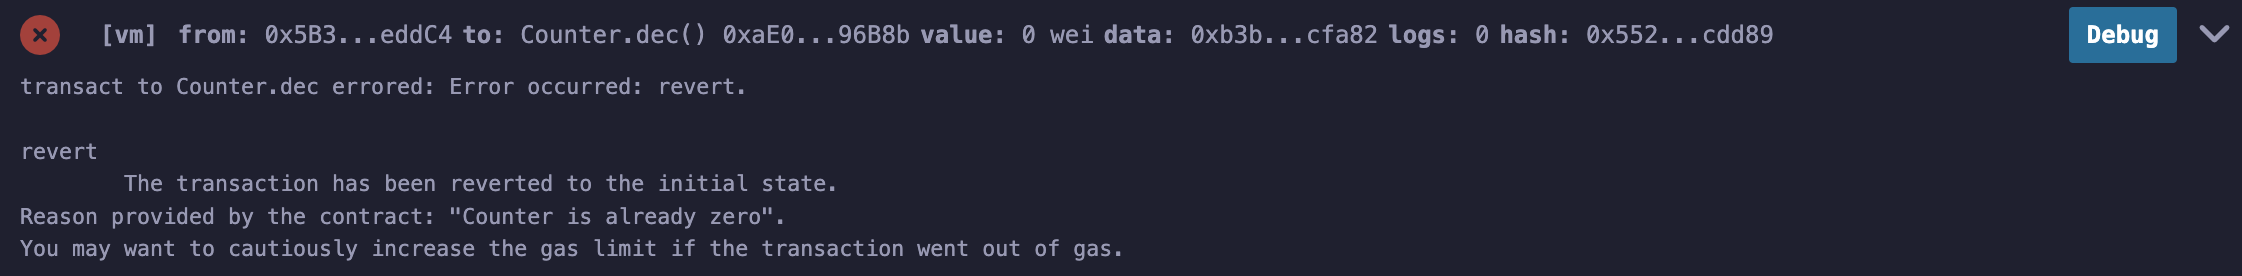 [vm] from: 0x5B3...eddC4 to: Counter.dec() 0xaE0...96B8b value: 0 wei data: 0xb3b...cfa82 logs: 0 hash: 0x552...cdd89 Debug
transact to Counter.dec errored: Error occurred: revert.
revert
The transaction has been reverted to the initial state.
Reason provided by the contract: "Counter is already zero".
You may want to cautiously increase the gas limit if the transaction went out of gas.